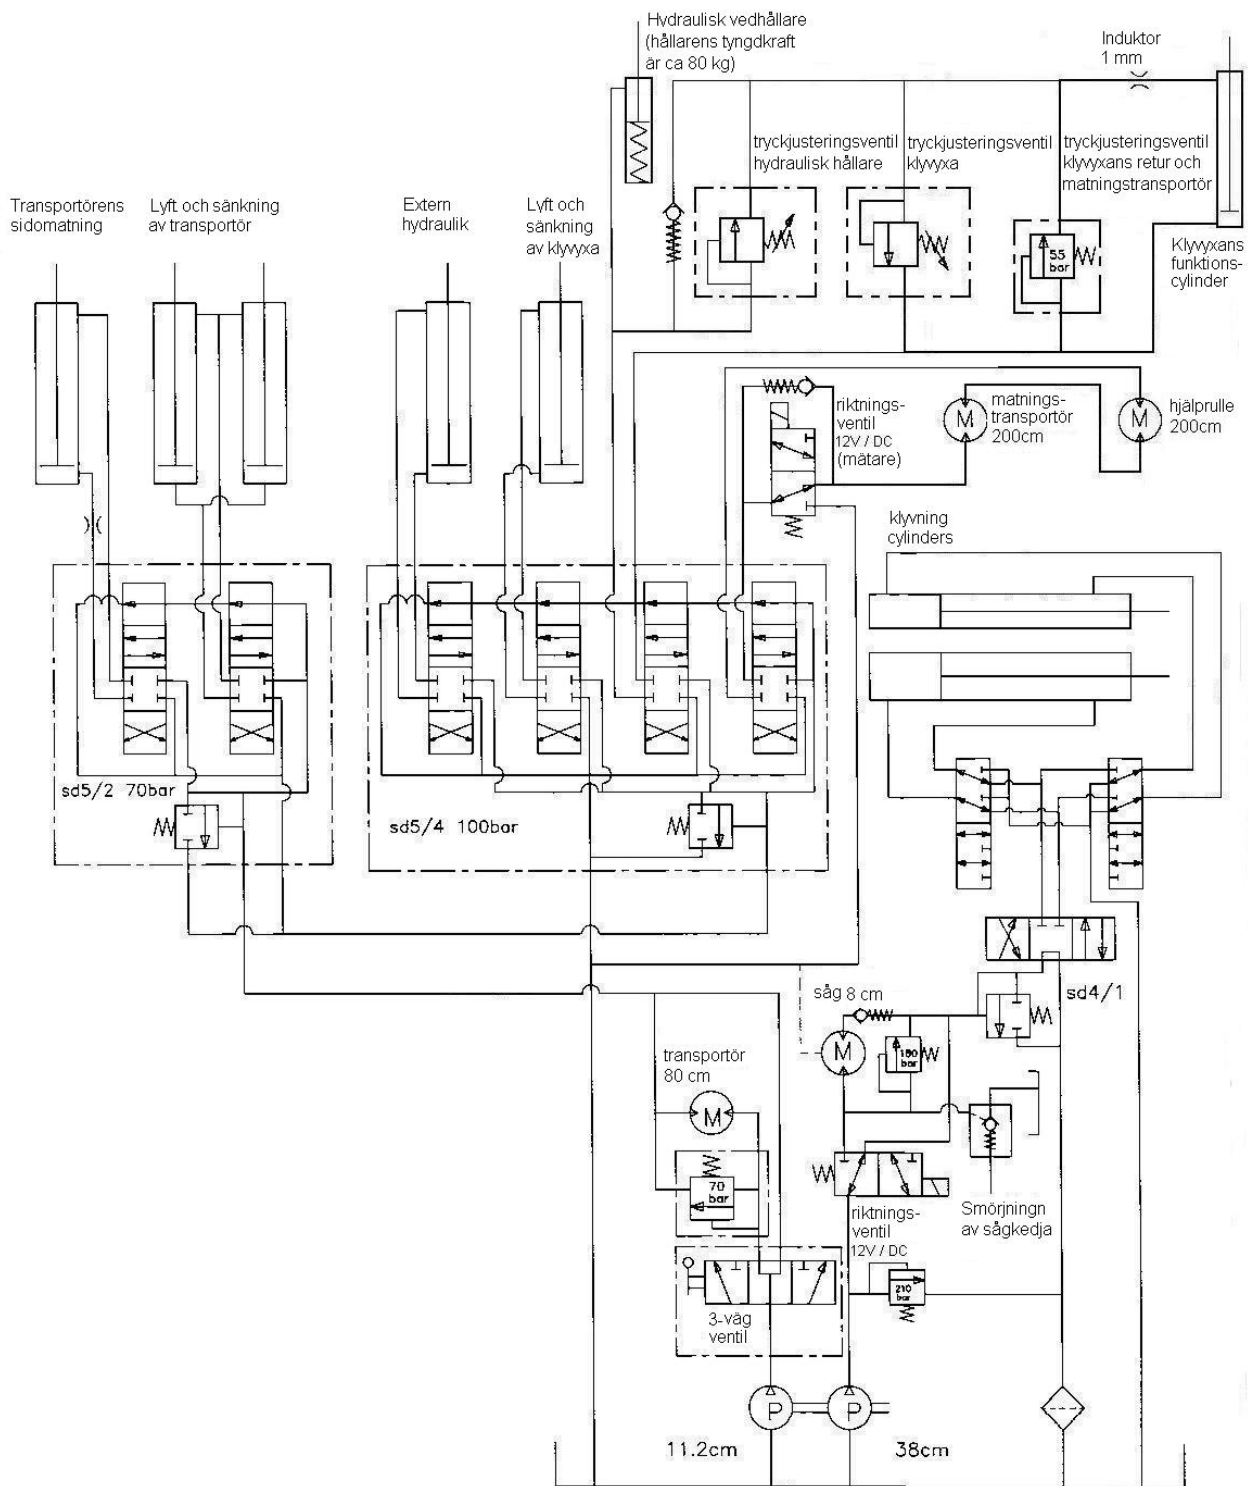 Hydraulisk vedhållare
(hållarens tyngdkraft
är ca 80 kg)
Induktor
1 mm
tryckjusteringsventil
hydraulisk hållare
tryckjusteringsventil
klyvyxa
tryckjusteringsventil
klyvyxans retur och
matningstransportör
Transportörens
sidomatning
Lyft och sänkning
av transportör
Extern
hydraulik
Lyft och
sänkning
av klyvyxa
55
bar
Klyvyxans
funktions-
cylinder
riktnings-
ventil
12V / DC
(mätare)
M
matnings-
transportör
200cm
M
hjälprulle
200cm
klyvning
cylinders
sd5/2 70bar
sd5/4 100bar
sd4/1
såg 8 cm
M
180
bar
transportör
80 cm
M
70
bar
riktnings-
ventil
12V / DC
Smörjningn
av sågkedja
210
bar
3-väg
ventil
P
P
11.2cm
38cm